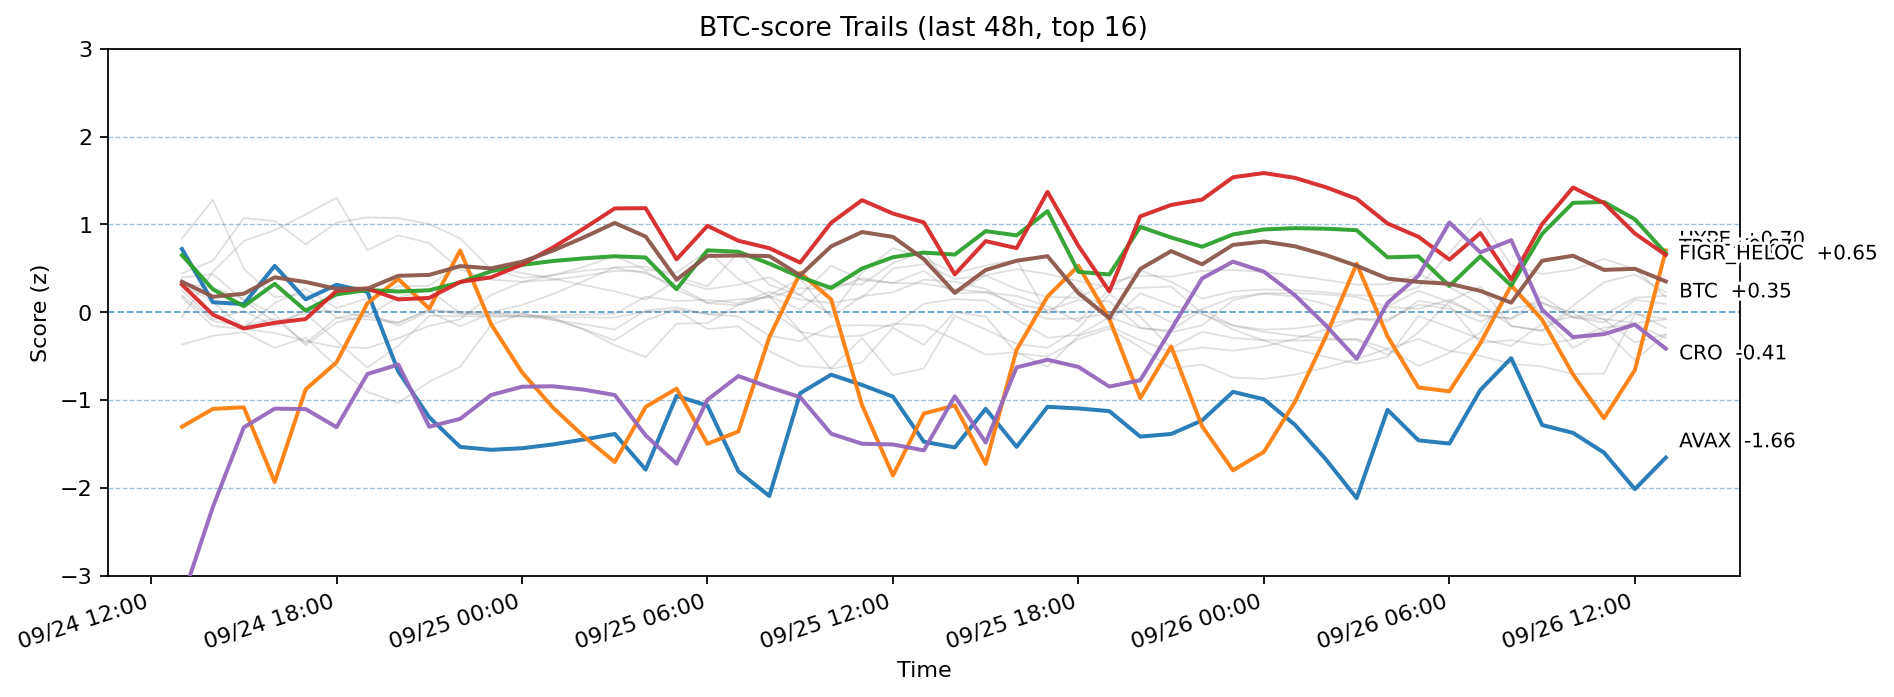 BTC-score Trails (last 48h, top 16)
Score (z)
3
2
1
0
−1
−2
−3
HYPE +0.70
FIGR_HELOC +0.65
BTC +0.35
CRO -0.41
AVAX -1.66
09/24 12:00
09/24 18:00
09/25 00:00
09/25 06:00
09/25 12:00
09/25 18:00
09/26 00:00
09/26 06:00
09/26 12:00
Time